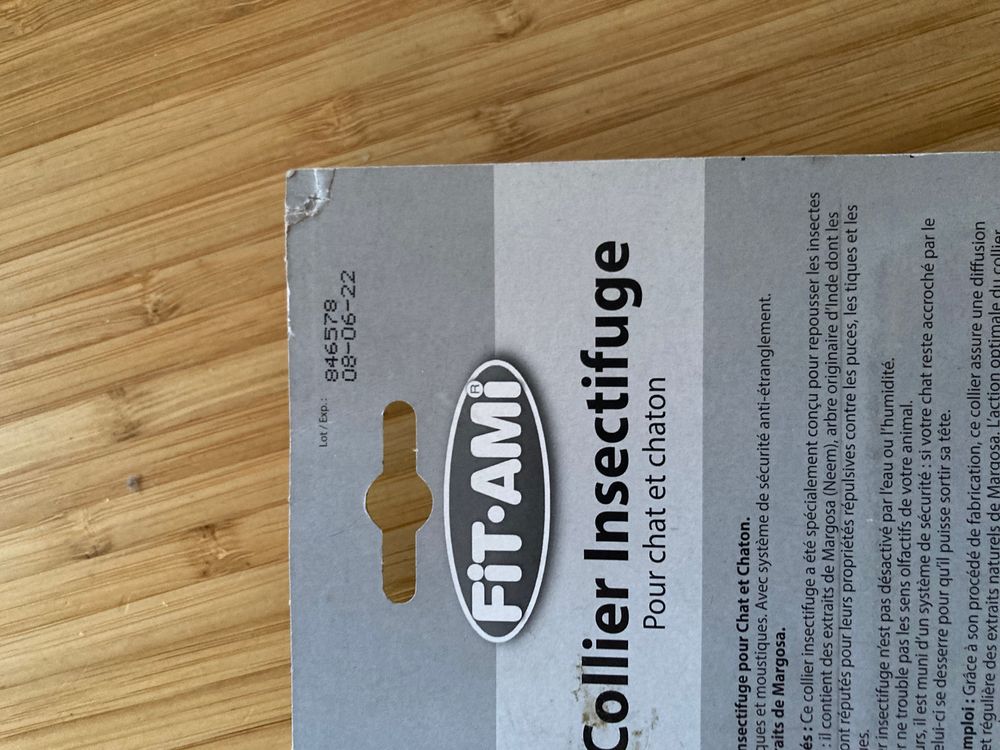 Lot / Exp. :
846578
08-06-22
FiT•AMi®
Collier Insectifuge
Pour chat et chaton
nsectifuge pour Chat et Chaton.
ques et moustiques. Avec système de sécurité anti-étranglement.
raits de Margosa.
és : Ce collier insectifuge a été spécialement conçu pour repousser les insectes
: il contient des extraits de Margosa (Neem), arbre originaire d'Inde dont les
ont réputés pour leurs propriétés répulsives contre les puces, les tiques et les
nes.
r insectifuge n'est pas désactivé par l'eau ou l'humidité.
ne trouble pas les sens olfactifs de votre animal.
rs, il est muni d'un système de sécurité : si votre chat reste accroché par le
lui-ci se desserre pour qu'il puisse sortir sa tête.
mploi : Grâce à son procédé de fabrication, ce collier assure une diffusion
t régulière des extraits naturels de Margosa. L'action optimale du collier